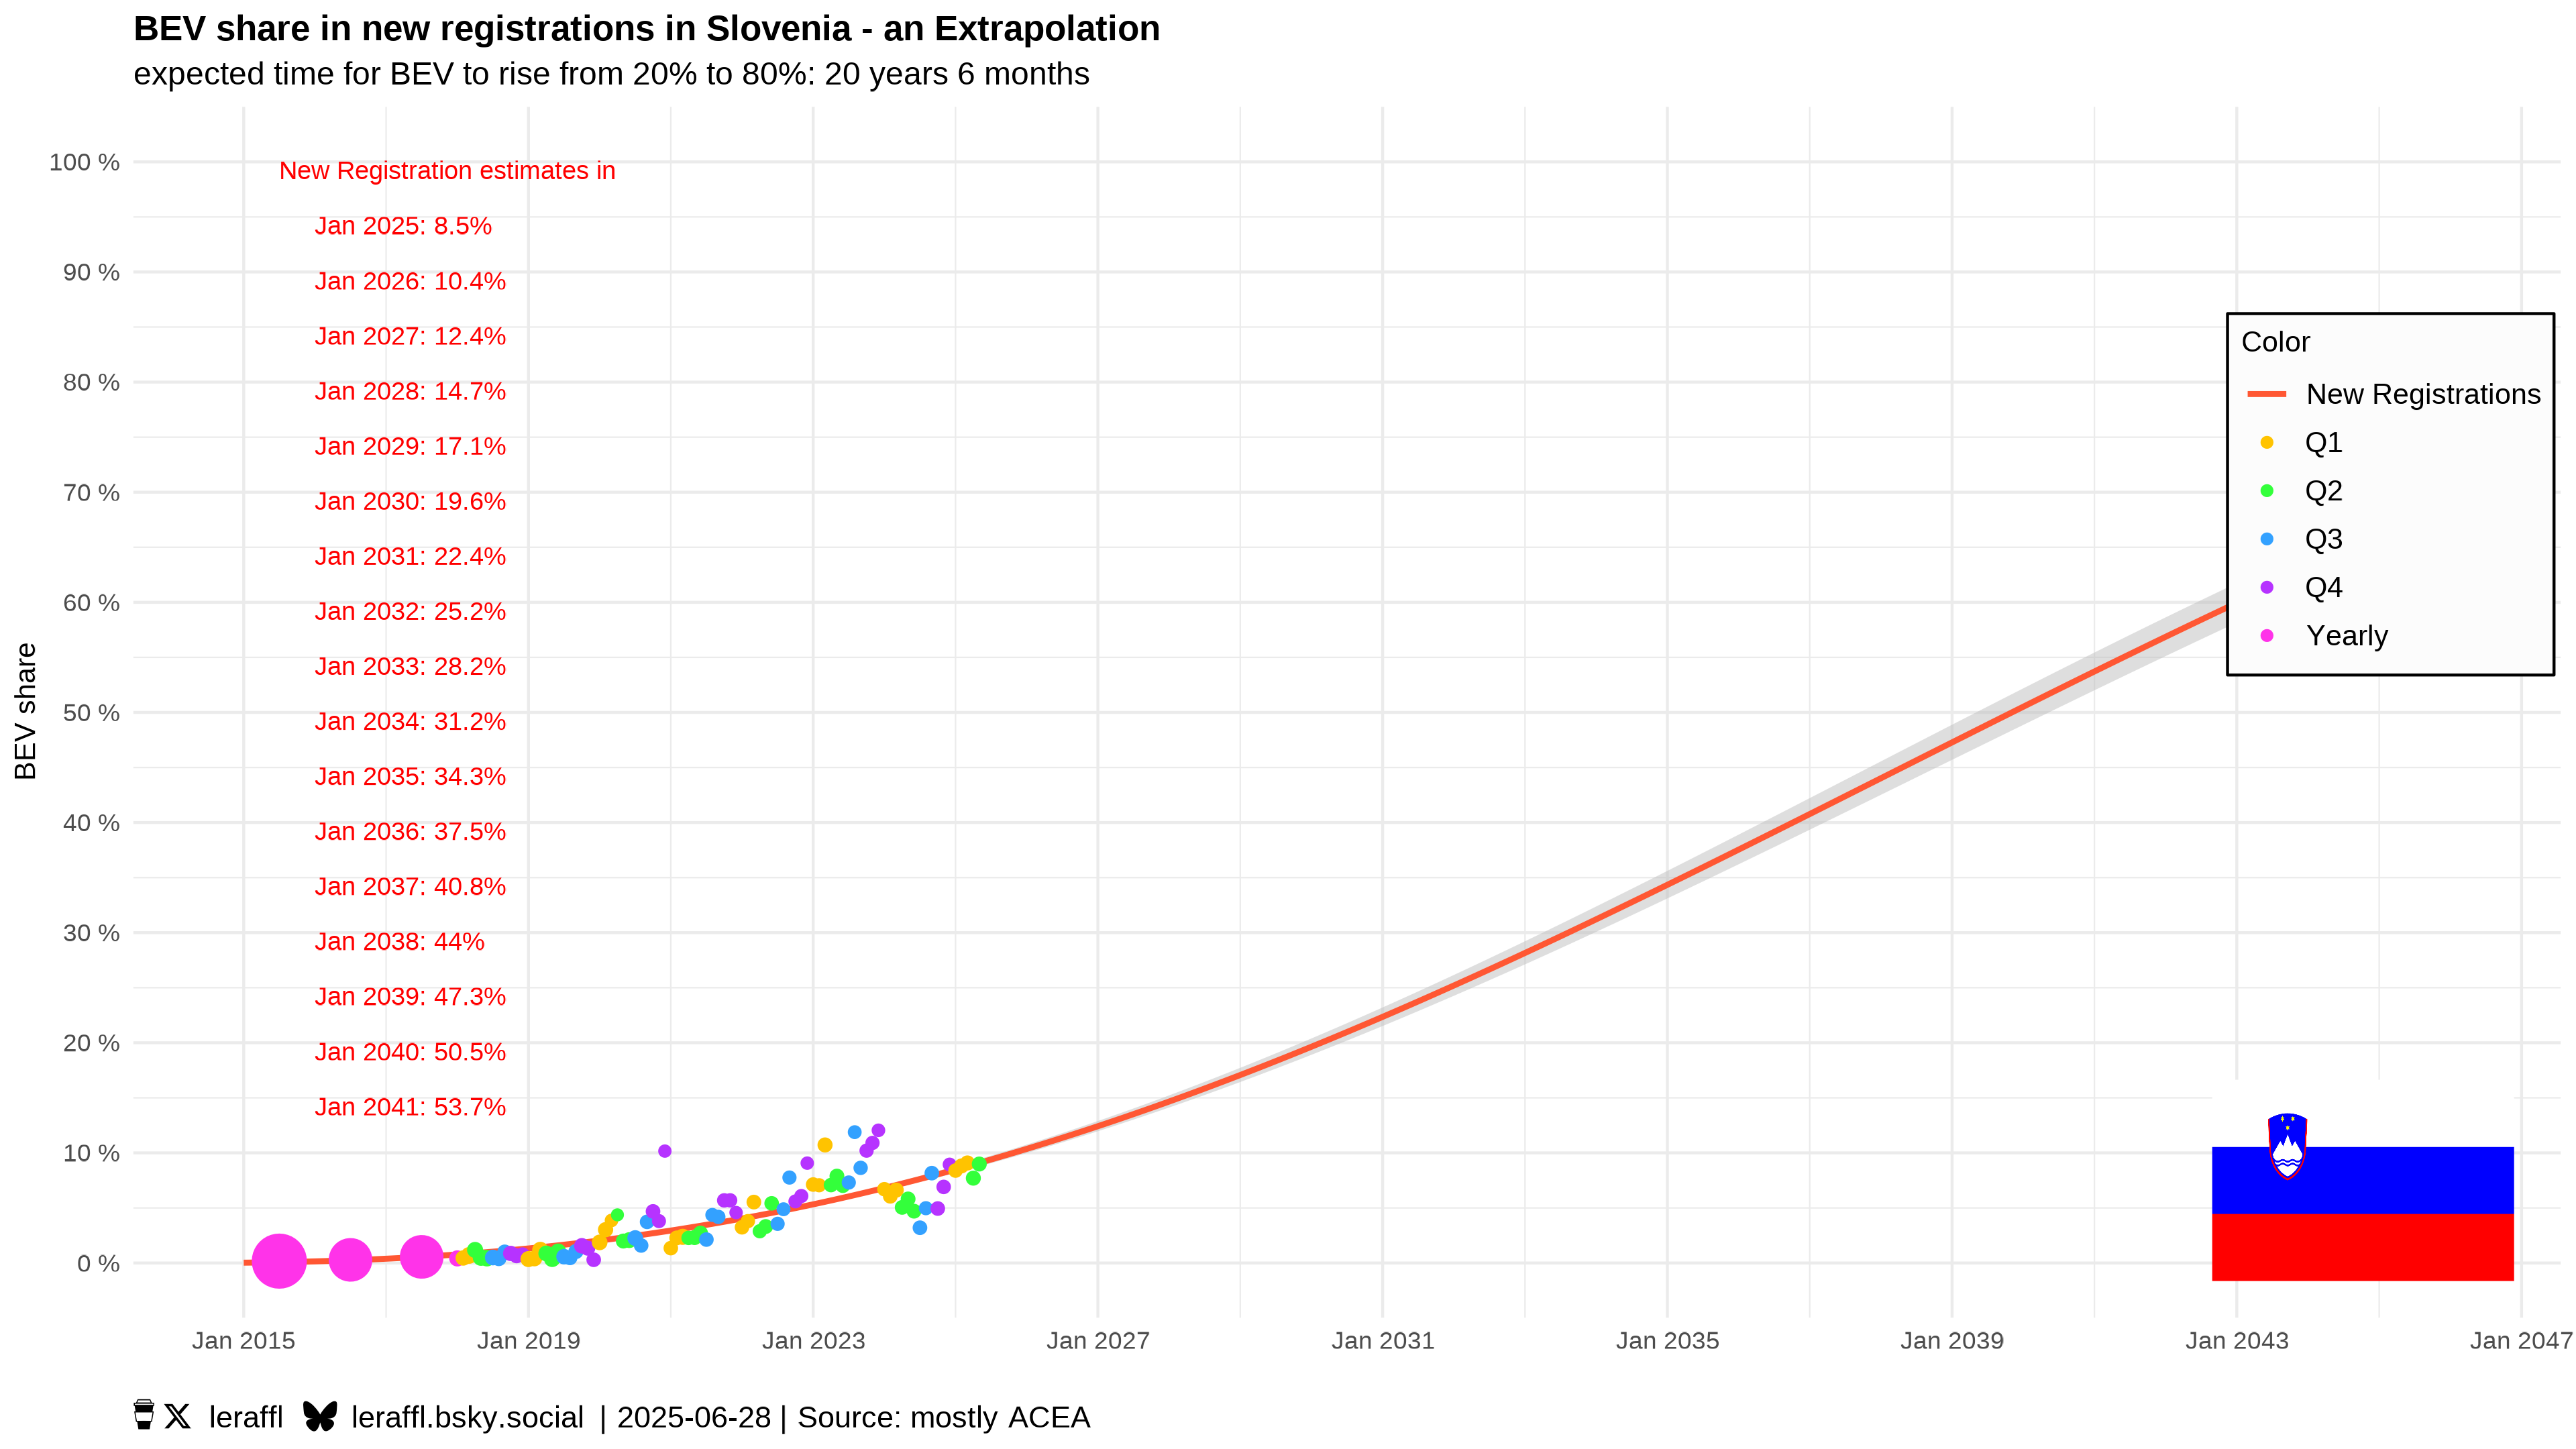 BEV share in new registrations in Slovenia - an Extrapolation
expected time for BEV to rise from 20% to 80%: 20 years 6 months
BEV share
100 %
90 %
80 %
70 %
60 %
50 %
40 %
30 %
20 %
10 %
0 %
New Registration estimates in
Jan 2025: 8.5%
Jan 2026: 10.4%
Jan 2027: 12.4%
Jan 2028: 14.7%
Jan 2029: 17.1%
Jan 2030: 19.6%
Jan 2031: 22.4%
Jan 2032: 25.2%
Jan 2033: 28.2%
Jan 2034: 31.2%
Jan 2035: 34.3%
Jan 2036: 37.5%
Jan 2037: 40.8%
Jan 2038: 44%
Jan 2039: 47.3%
Jan 2040: 50.5%
Jan 2041: 53.7%
Color
New Registrations
Q1
Q2
Q3
Q4
Yearly
Jan 2015
Jan 2019
Jan 2023
Jan 2027
Jan 2031
Jan 2035
Jan 2039
Jan 2043
Jan 2047
leraffl leraffl.bsky.social | 2025-06-28 | Source: mostly ACEA